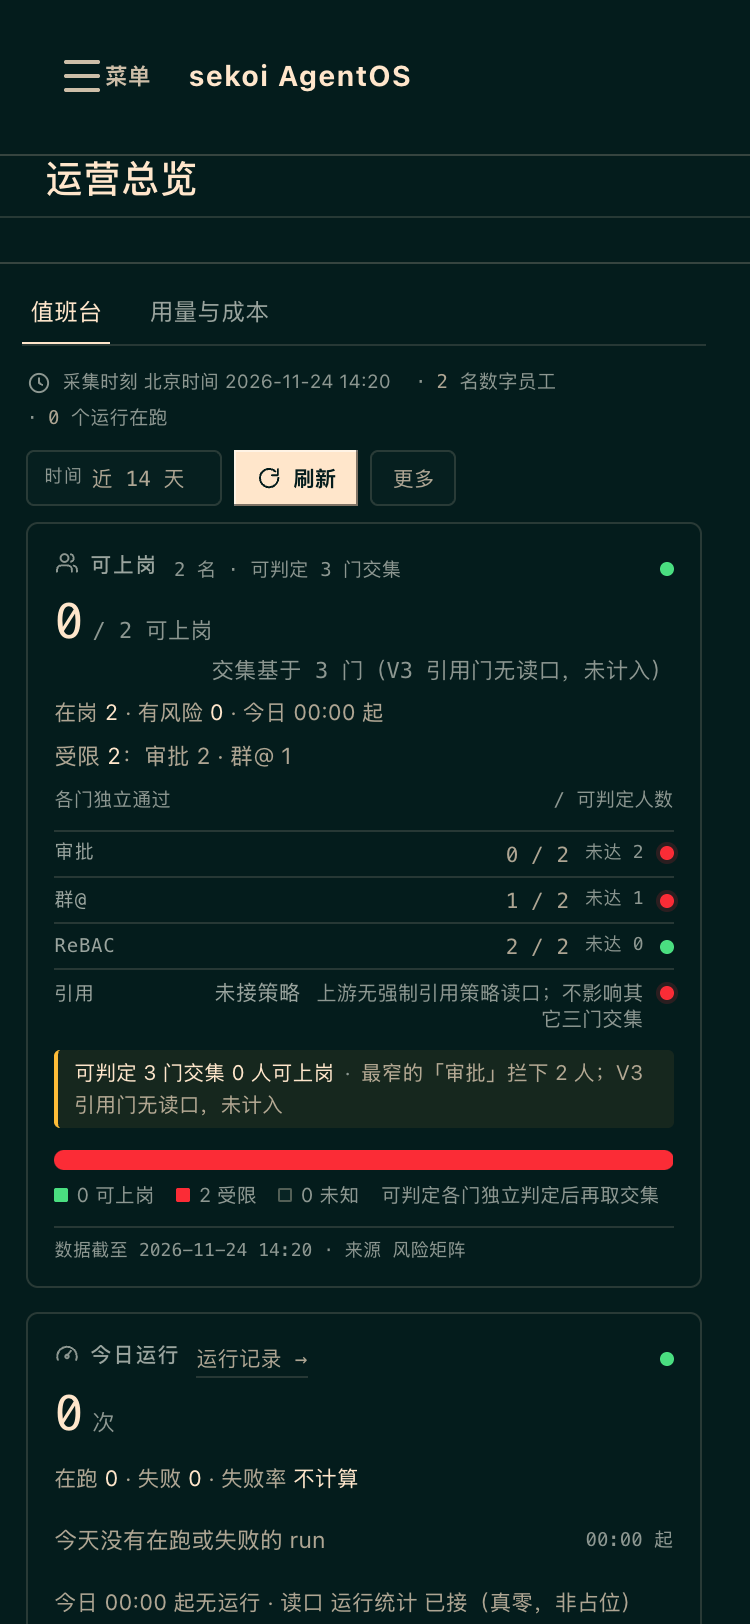 菜单 sekoi AgentOS
运营总览
值班台 用量与成本
采集时刻 北京时间 2026-11-24 14:20 · 2 名数字员工
· 0 个运行在跑
时间 近 14 天 刷新 更多
可上岗 2 名 · 可判定 3 门交集
0 / 2 可上岗
交集基于 3 门 (V3 引用门无读口，未计入)
在岗 2 · 有风险 0 · 今日 00:00 起
受限 2：审批 2 · 群@ 1
各门独立通过 / 可判定人数
审批 0 / 2 未达 2
群@ 1 / 2 未达 1
ReBAC 2 / 2 未达 0
引用 未接策略 上游无强制引用策略读口；不影响其
它三门交集
可判定 3 门交集 0 人可上岗 · 最窄的「审批」拦下 2 人；V3
引用门无读口，未计入
0 可上岗 2 受限 0 未知 可判定各门独立判定后再取交集
数据截至 2026-11-24 14:20 · 来源 风险矩阵
今日运行 运行记录 →
0 次
在跑 0 · 失败 0 · 失败率 不计算
今天没有在跑或失败的 run 00:00 起
今日 00:00 起无运行 · 读口 运行统计 已接（真零，非占位）